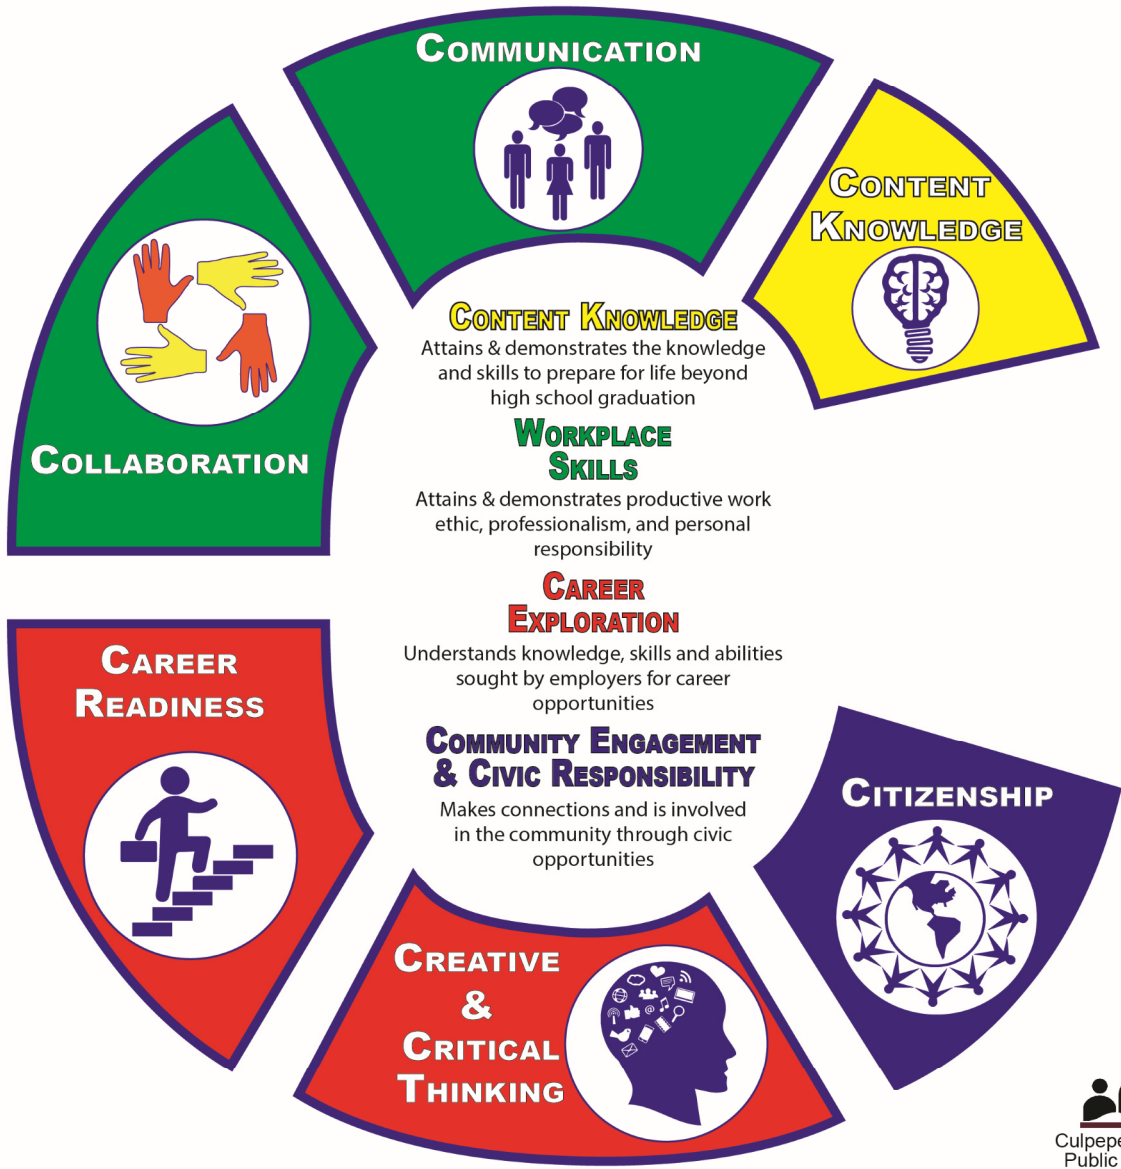 COMMUNICATION
CONTENT
KNOWLEDGE
COLLABORATION
CONTENT KNOWLEDGE
Attains & demonstrates the knowledge
and skills to prepare for life beyond
high school graduation
WORKPLACE
SKILLS
Attains & demonstrates productive work
ethic, professionalism, and personal
responsibility
CAREER
EXPLORATION
Understands knowledge, skills and abilities
sought by employers for career
opportunities
COMMUNITY ENGAGEMENT
& CIVIC RESPONSIBILITY
Makes connections and is involved
in the community through civic
opportunities
CAREER
READINESS
CITIZENSHIP
CREATIVE
&
CRITICAL
THINKING
@
Culpepe
Public